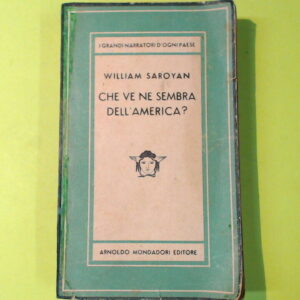 I GRANDI NARRATORI D'OGNI PAESE
WILLIAM SAROYAN
CHE VE NE SEMBRA
DELL'AMERICA?
ARNOLDO MONDADORI EDITORE